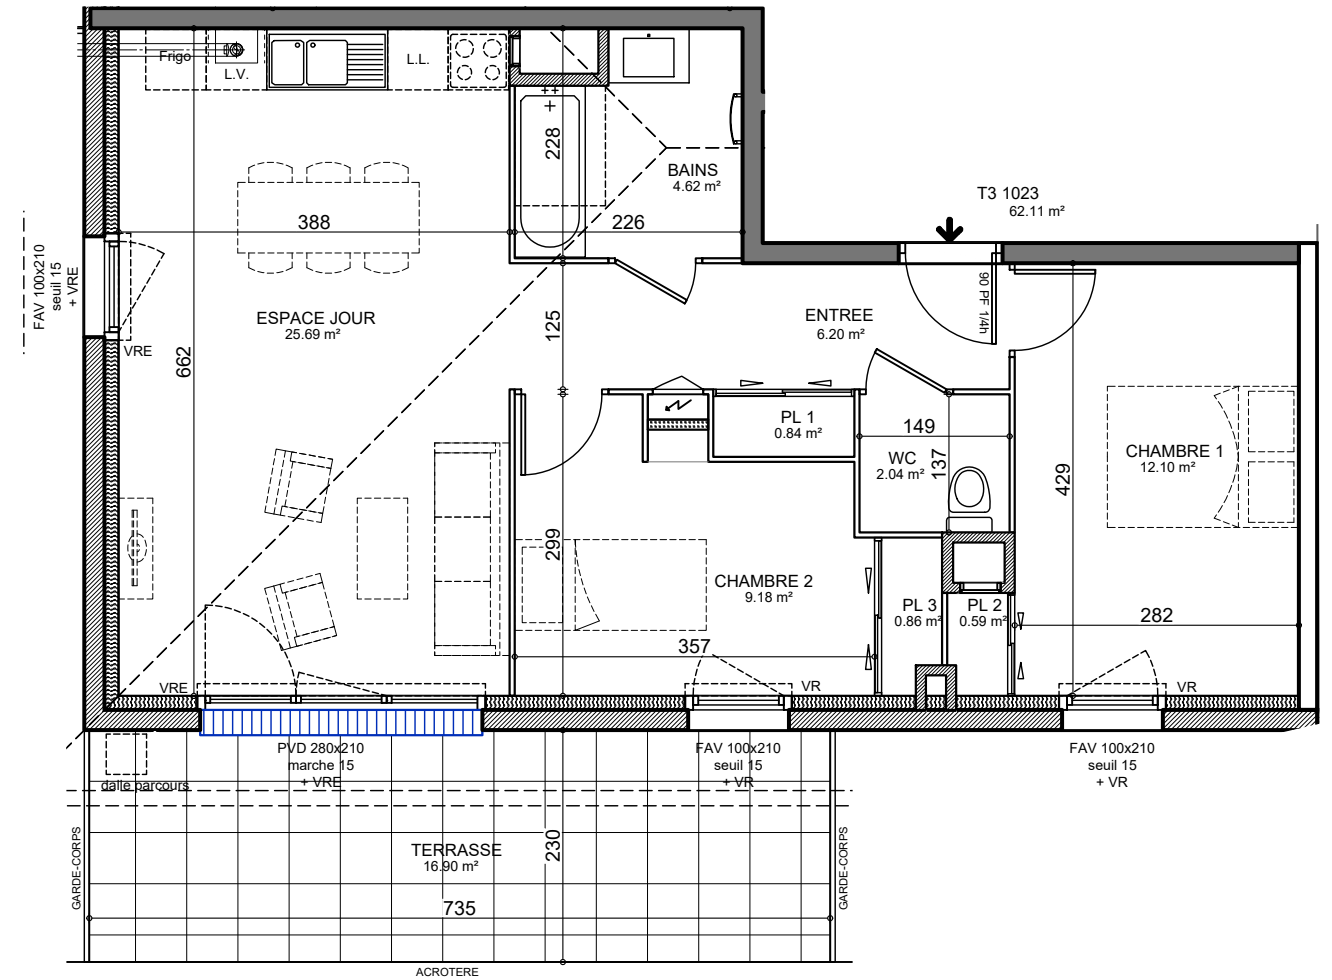 Frigo
L.V.
L.L.
228
BAINS
4.62 m²
T3 1023
62.11 m²
388
226
FAV 100x210
seuil 15
+ VRE
90 PF 1/4h
ESPACE JOUR
25.69 m²
125
ENTREE
6.20 m²
VRE
662
PL 1
0.84 m²
149
WC
2.04 m²
137
CHAMBRE 1
12.10 m²
429
299
CHAMBRE 2
9.18 m²
PL 3
0.86 m²
PL 2
0.59 m²
282
357
VRE
VR
VR
PVD 280x210
marche 15
+ VRE
FAV 100x210
seuil 15
+ VR
FAV 100x210
seuil 15
+ VR
dalle parcours
GARDE-CORPS
TERRASSE
16.90 m²
230
GARDE-CORPS
735
ACROTERE